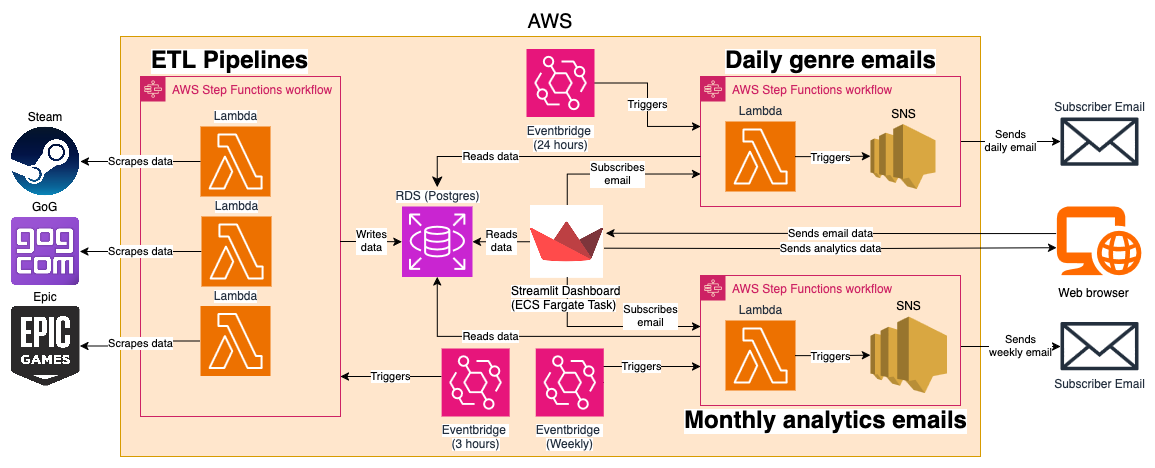 AWS
ETL Pipelines
AWS Step Functions workflow
Lambda
Lambda
Lambda
Steam
GoG
gog
com
Epic
EPIC
GAMES
Scrapes data
Scrapes data
Scrapes data
Writes
data
RDS (Postgres)
Reads data
Reads
data
Reads data
Eventbridge
(24 hours)
Triggers
Subscribes
email
Streamlit Dashboard
(ECS Fargate Task)
Subscribes
email
Triggers
Eventbridge
(3 hours)
Eventbridge
(Weekly)
Triggers
Daily genre emails
AWS Step Functions workflow
Lambda
Triggers
SNS
Sends
daily email
Subscriber Email
Sends email data
Sends analytics data
Web browser
AWS Step Functions workflow
Lambda
Triggers
SNS
Sends
weekly email
Subscriber Email
Monthly analytics emails